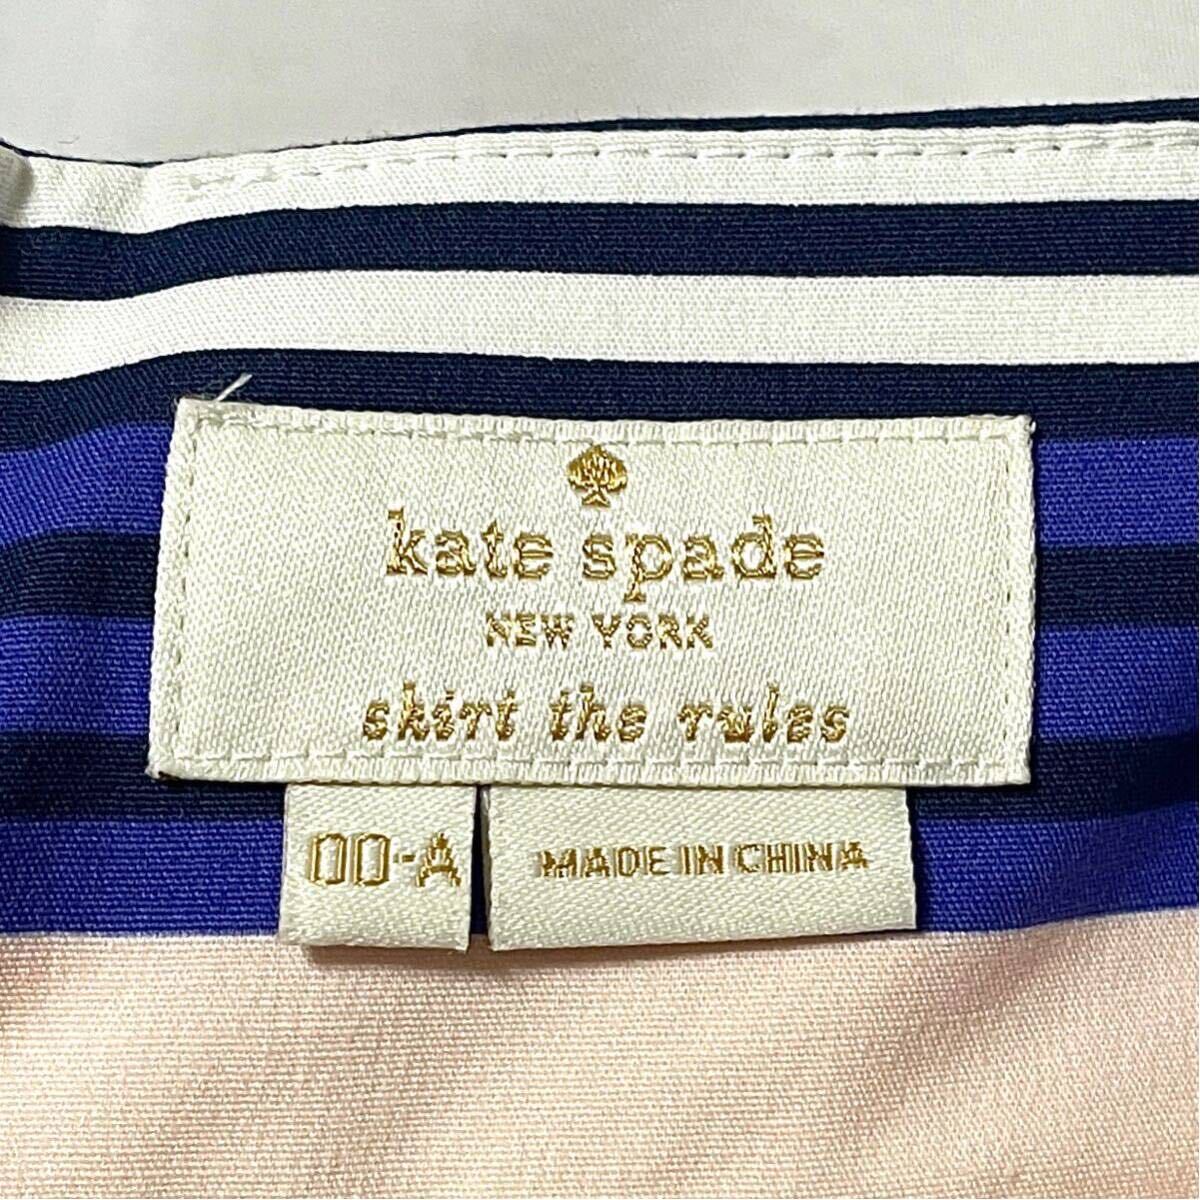 kate spade
NEW YORK
skirt the rules
00-A
MADE IN CHINA